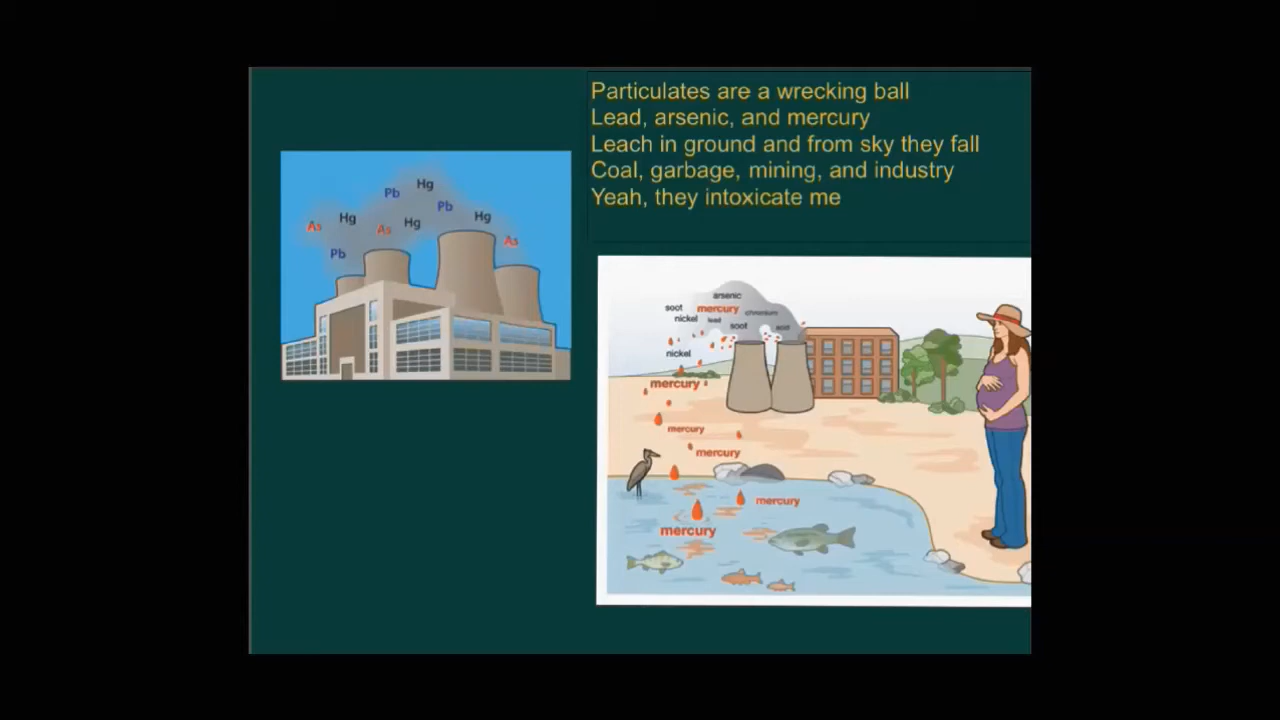 Particulates are a wrecking ball
Lead, arsenic, and mercury
Leach in ground and from sky they fall
Coal, garbage, mining, and industry
Yeah, they intoxicate me
Hg
Pb
Pb
Hg
Hg
Hg
As
As
As
Pb
arsenic
soot
mercury
chromium
nickel
lead
soot
soot
nickel
mercury
mercury
mercury
mercury
mercury